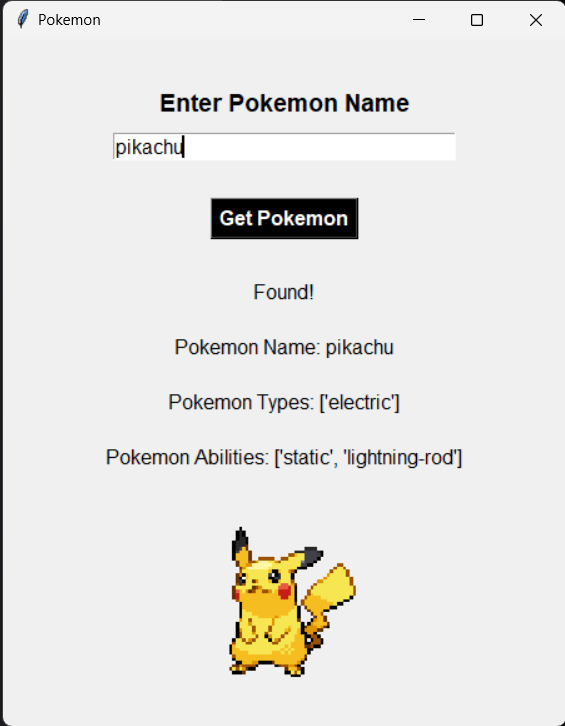 Pokemon
Enter Pokemon Name
pikachu
Get Pokemon
Found!
Pokemon Name: pikachu
Pokemon Types: ['electric']
Pokemon Abilities: ['static', 'lightning-rod']